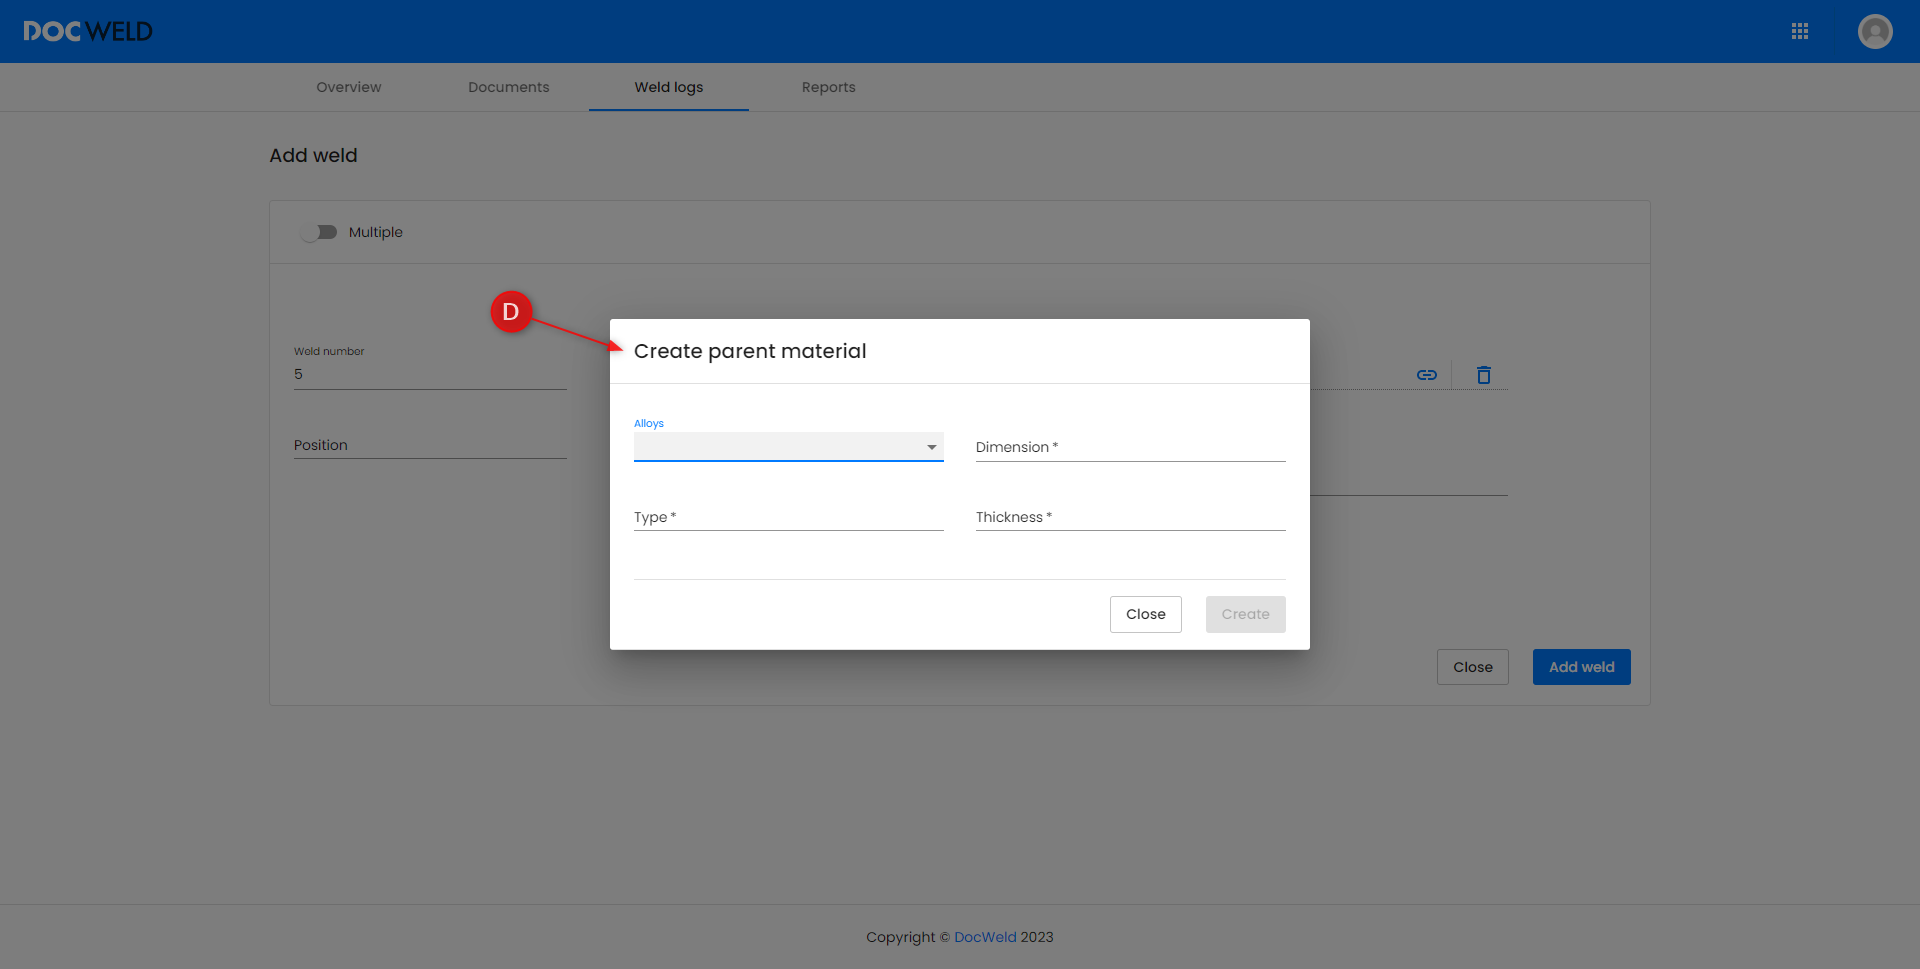 DOCWELD
Overview Documents Weld logs Reports
Add weld
Multiple
D
Create parent material
Weld number
5
Alloys
Dimension *
Position
Type *
Thickness *
Close Create
Close Add weld
Copyright © DocWeld 2023